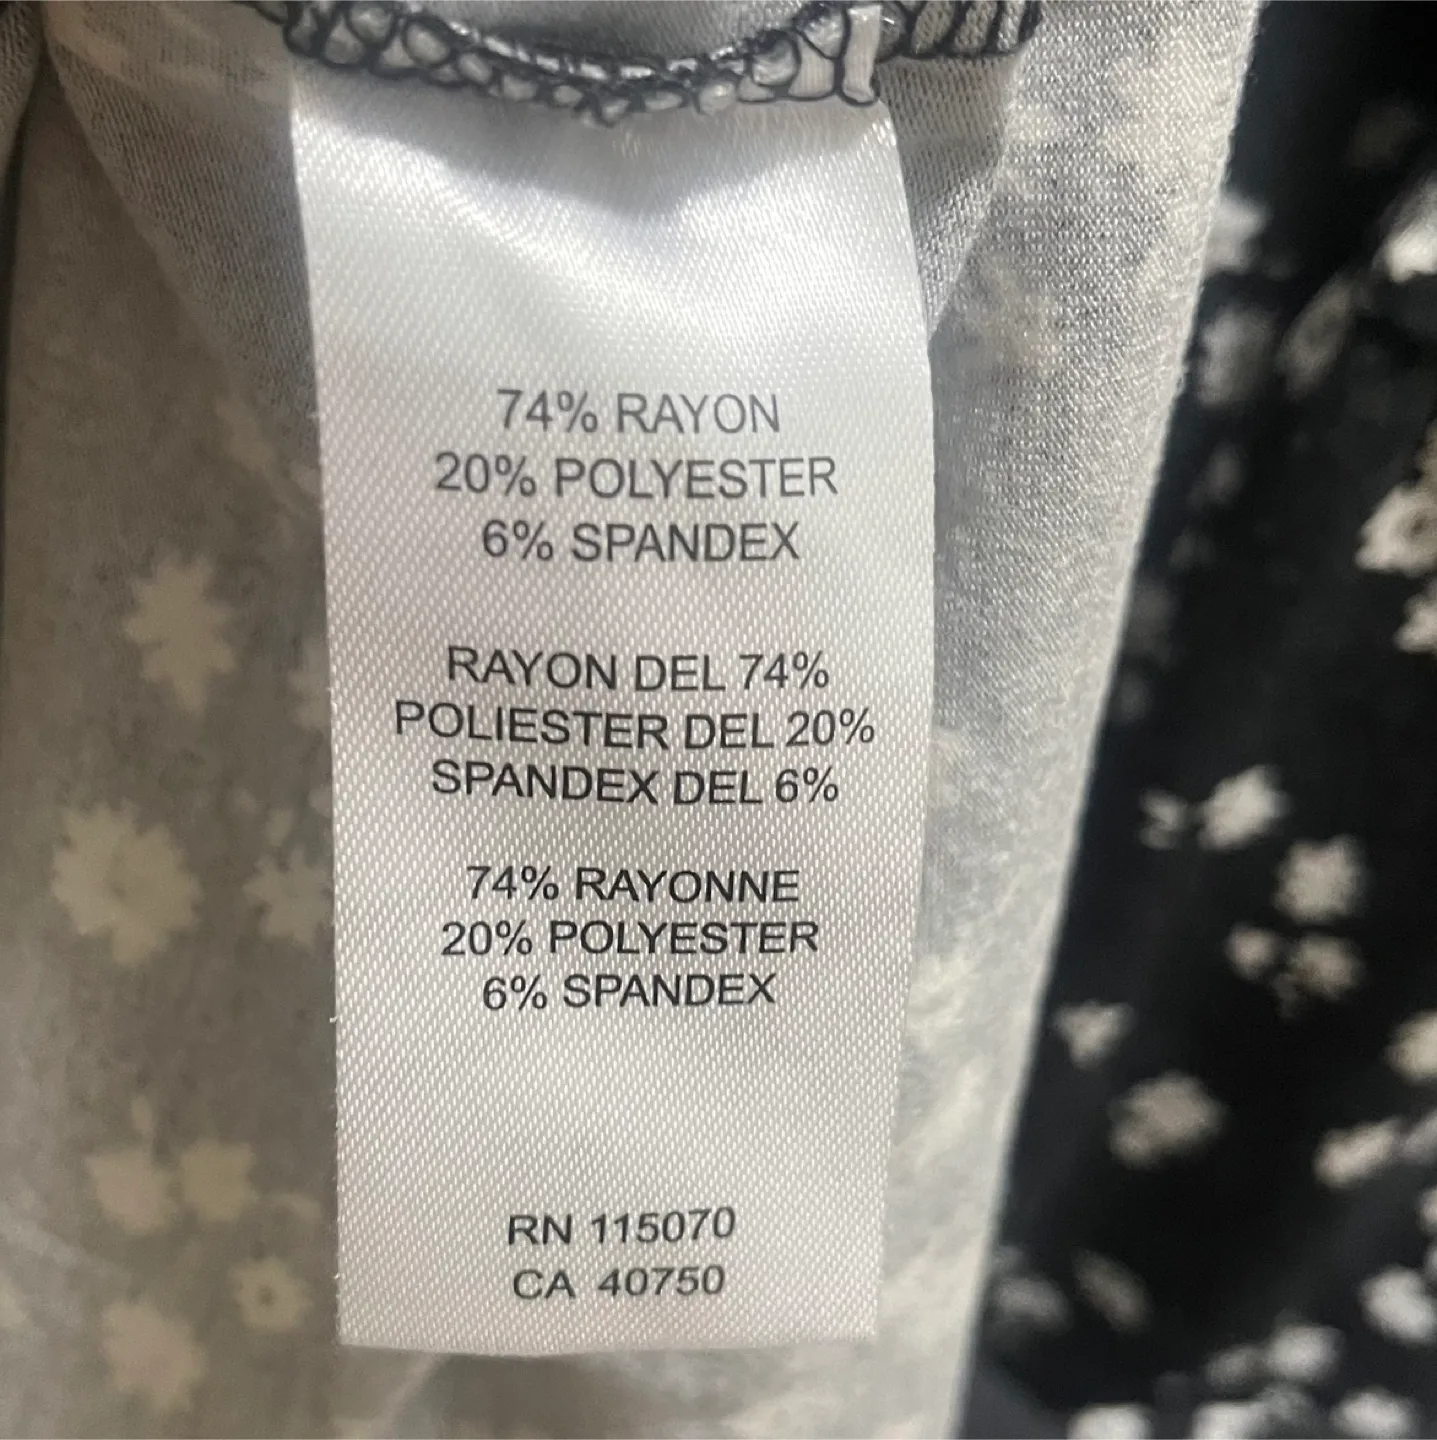 74% RAYON
20% POLYESTER
6% SPANDEX
RAYON DEL 74%
POLIESTER DEL 20%
SPANDEX DEL 6%
74% RAYONNE
20% POLYESTER
6% SPANDEX
RN 115070
CA 40750